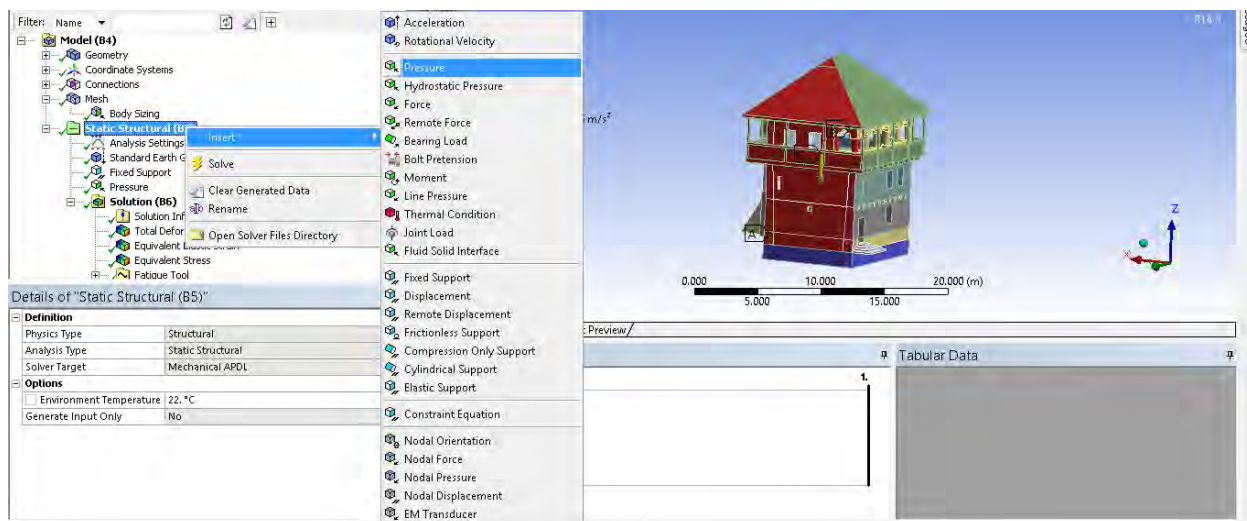 Filter: Name
Model (B4)
Geometry
Coordinate Systems
Connections
Mesh
Body Sizing
Static Structural (B
Analysis Settings
Standard Earth G
Fixed Support
Pressure
Solution (B6)
Solution Inf
Total Defor
Equivalent Elastic Strain
Equivalent Stress
Fatigue Tool
Insert
Solve
Clear Generated Data
Rename
Open Solver Files Directory
Acceleration
Rotational Velocity
Pressure
Hydrostatic Pressure
Force
Remote Force
Bearing Load
Bolt Pretension
Moment
Line Pressure
Thermal Condition
Joint Load
Fluid Solid Interface
Fixed Support
Displacement
Remote Displacement
Frictionless Support
Compression Only Support
Cylindrical Support
Elastic Support
Constraint Equation
Nodal Orientation
Nodal Force
Nodal Pressure
Nodal Displacement
EM Transducer
m/s²
A
Z
X
0.000 10.000 20.000 (m)
5.000 15.000
Details of "Static Structural (B5)"
Definition
Physics Type Structural
Analysis Type Static Structural
Solver Target Mechanical APDL
Options
Environment Temperature 22. °C
Generate Input Only No
Preview
1.
Tabular Data